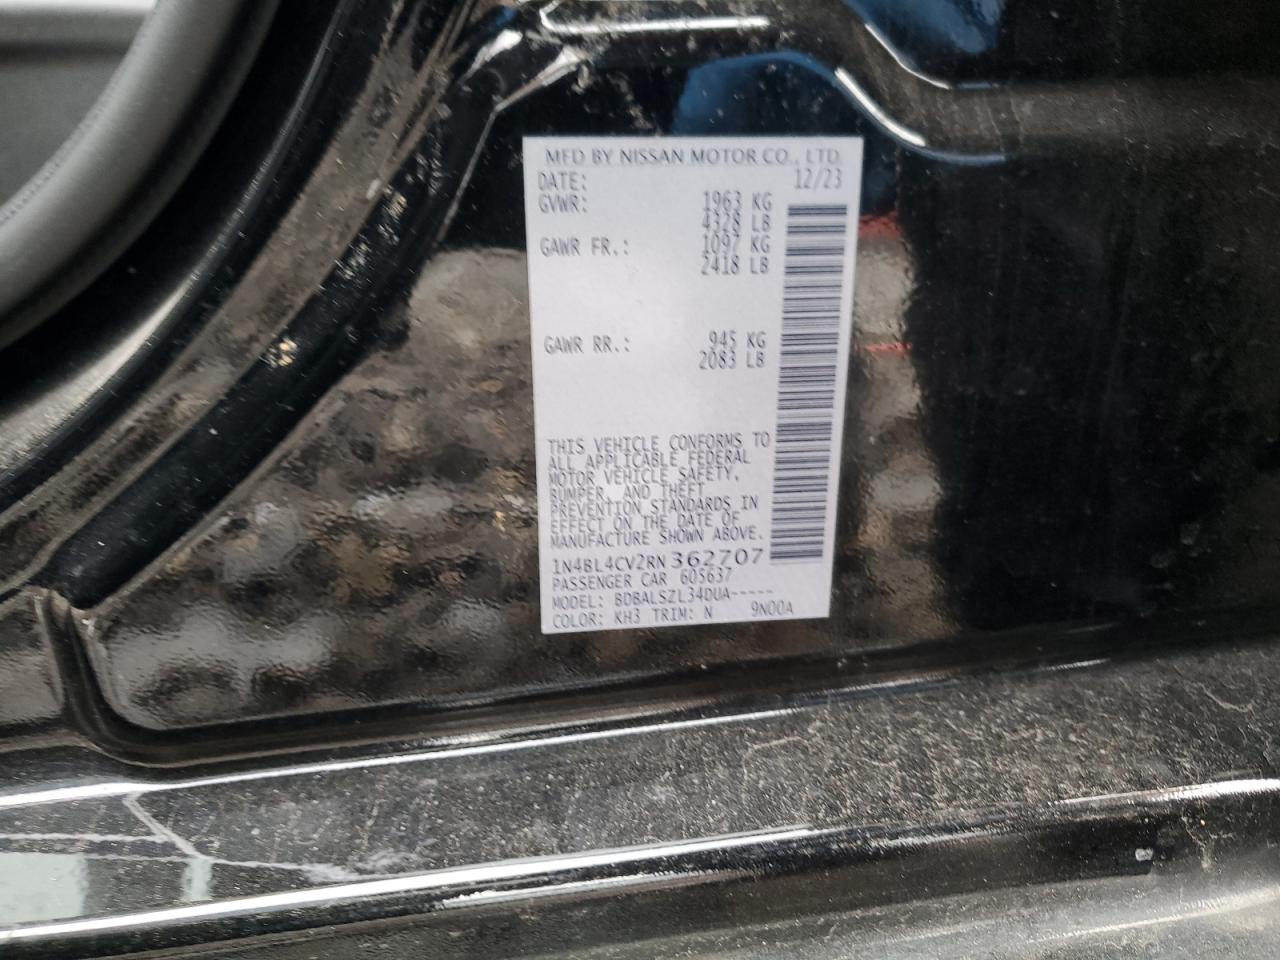 MFD BY NISSAN MOTOR CO., LTD.
DATE: 12/23
GVWR: 1963 KG
4328 LB
GAWR FR.: 1097 KG
2418 LB
GAWR RR.: 945 KG
2083 LB
THIS VEHICLE CONFORMS TO
ALL APPLICABLE FEDERAL
MOTOR VEHICLE SAFETY,
BUMPER, AND THEFT
PREVENTION STANDARDS IN
EFFECT ON THE DATE OF
MANUFACTURE SHOWN ABOVE.
1N4BL4CV2RN362707
PASSENGER CAR 605637
MODEL: BDBALSZL34DUA-----
COLOR: KH3 TRIM: N 9N00A